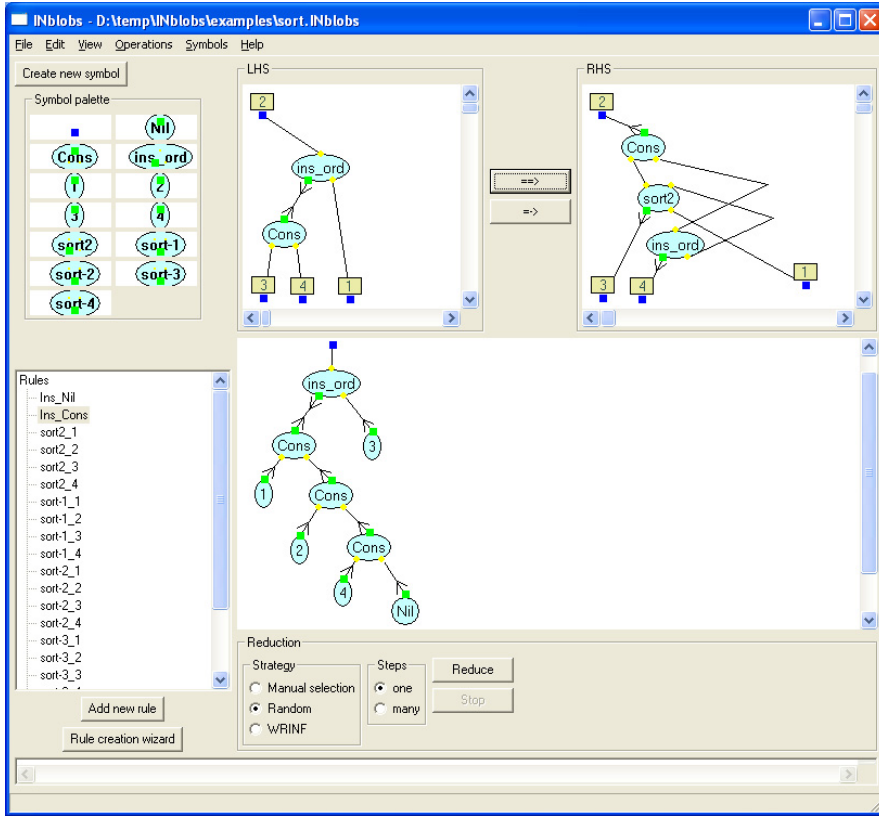 INblobs - D:\temp\INblobs\examples\sort.INblobs
File Edit View Operations Symbols Help
Create new symbol
Symbol palette
Nil
Cons ins_ord
1 2
3 4
sort2 sort-1
sort-2 sort-3
sort-4
LHS
2
ins_ord
Cons
3 4 1
==>
=->
RHS
2
Cons
sort2
ins_ord
1
3 4
Rules
Ins_Nil
Ins_Cons
sort2_1
sort2_2
sort2_3
sort2_4
sort-1_1
sort-1_2
sort-1_3
sort-1_4
sort-2_1
sort-2_2
sort-2_3
sort-2_4
sort-3_1
sort-3_2
sort-3_3
Add new rule
Rule creation wizard
ins_ord
Cons 3
1 Cons
2 Cons
4 Nil
Reduction
Strategy
Manual selection
Random
WRINF
Steps
one
many
Reduce
Stop